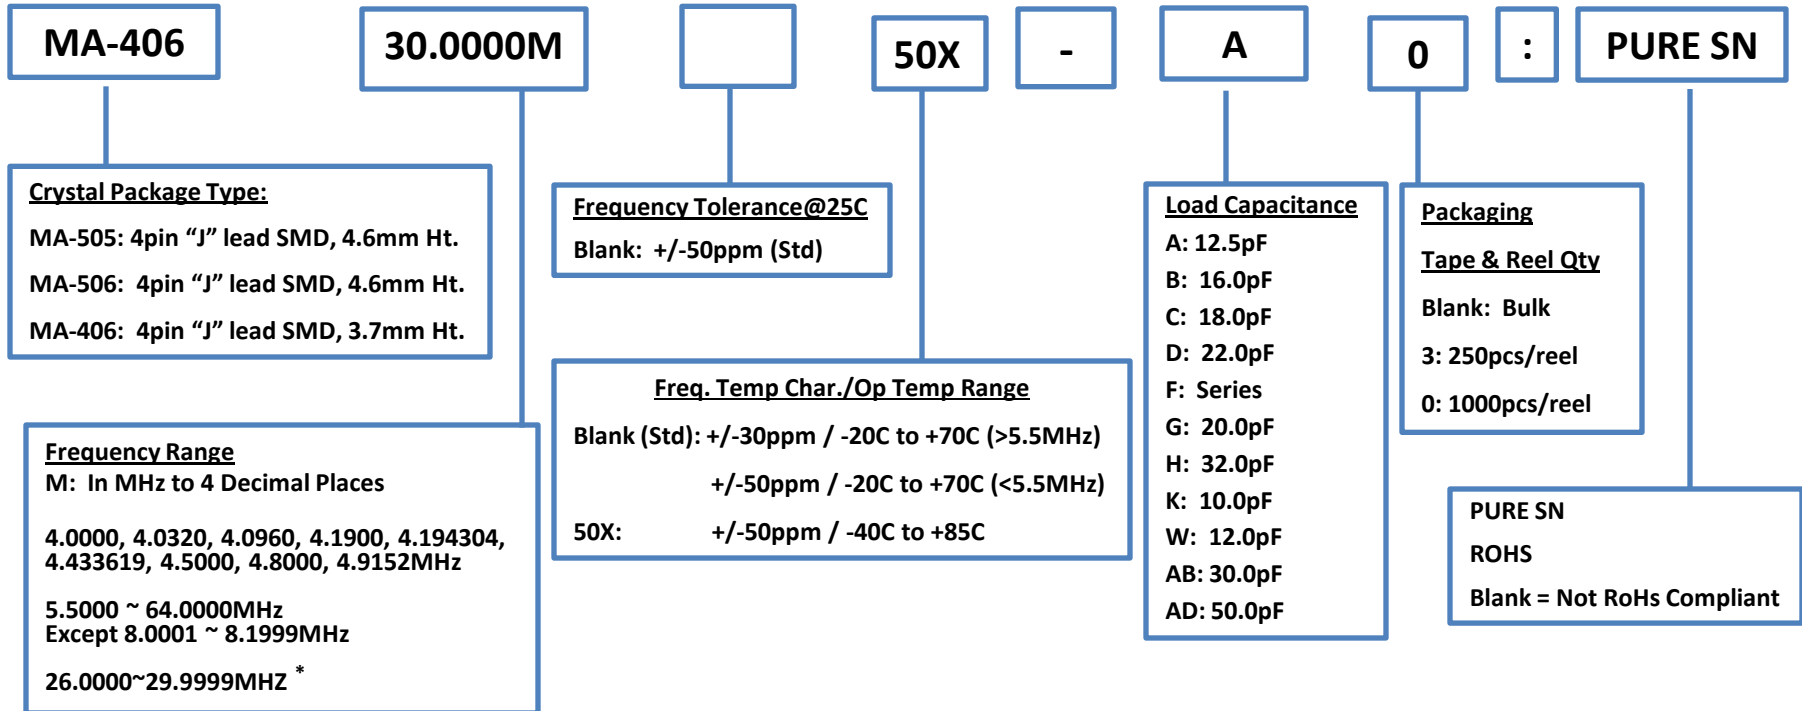 MA-406
30.0000M
50X
-
A
0
:
PURE SN
Crystal Package Type:
MA-505: 4pin “J” lead SMD, 4.6mm Ht.
MA-506: 4pin “J” lead SMD, 4.6mm Ht.
MA-406: 4pin “J” lead SMD, 3.7mm Ht.
Frequency Range
M: In MHz to 4 Decimal Places
4.0000, 4.0320, 4.0960, 4.1900, 4.194304,
4.433619, 4.5000, 4.8000, 4.9152MHz
5.5000 ~ 64.0000MHz
Except 8.0001 ~ 8.1999MHz
26.0000~29.9999MHZ *
Frequency Tolerance@25C
Blank: +/-50ppm (Std)
Freq. Temp Char./Op Temp Range
Blank (Std): +/-30ppm / -20C to +70C (>5.5MHz)
+/-50ppm / -20C to +70C (<5.5MHz)
50X: +/-50ppm / -40C to +85C
Load Capacitance
A: 12.5pF
B: 16.0pF
C: 18.0pF
D: 22.0pF
F: Series
G: 20.0pF
H: 32.0pF
K: 10.0pF
W: 12.0pF
AB: 30.0pF
AD: 50.0pF
Packaging
Tape & Reel Qty
Blank: Bulk
3: 250pcs/reel
0: 1000pcs/reel
PURE SN
ROHS
Blank = Not RoHs Compliant